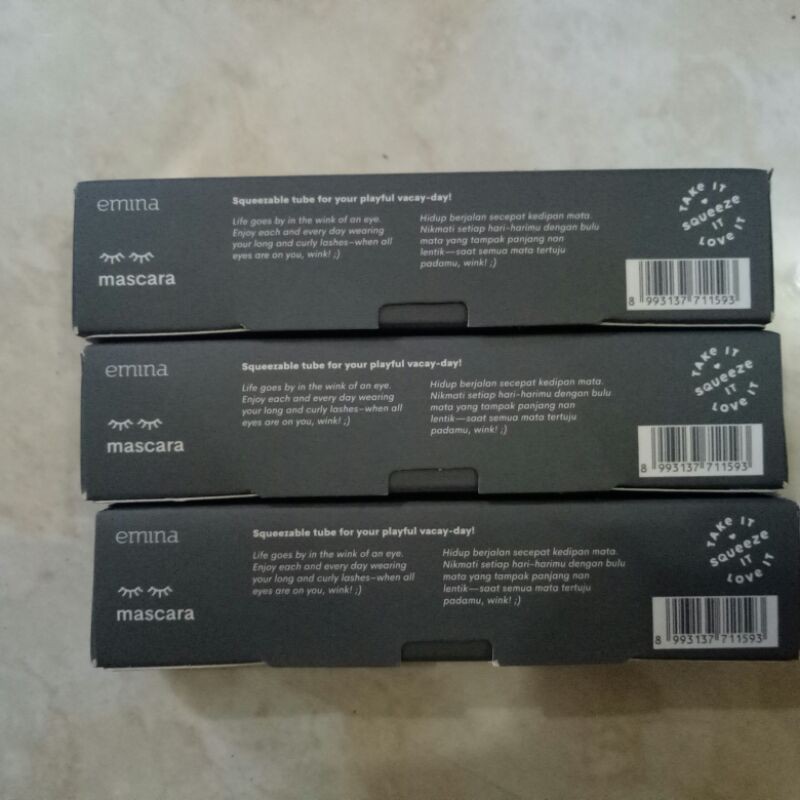 emina
mascara
Squeezable tube for your playful vacay-day!
Life goes by in the wink of an eye.
Enjoy each and every day wearing
your long and curly lashes—when all
eyes are on you, wink! ;)
Hidup berjalan secepat kedipan mata.
Nikmati setiap hari-harimu dengan bulu
mata yang tampak panjang nan
lentik—saat semua mata tertuju
padamu, wink! ;)
TAKE IT
SQUEEZE
IT
LOVE IT
8 993137 711593
emina
mascara
Squeezable tube for your playful vacay-day!
Life goes by in the wink of an eye.
Enjoy each and every day wearing
your long and curly lashes—when all
eyes are on you, wink! ;)
Hidup berjalan secepat kedipan mata.
Nikmati setiap hari-harimu dengan bulu
mata yang tampak panjang nan
lentik—saat semua mata tertuju
padamu, wink! ;)
TAKE IT
SQUEEZE
IT
LOVE IT
8 993137 711593
emina
mascara
Squeezable tube for your playful vacay-day!
Life goes by in the wink of an eye.
Enjoy each and every day wearing
your long and curly lashes—when all
eyes are on you, wink! ;)
Hidup berjalan secepat kedipan mata.
Nikmati setiap hari-harimu dengan bulu
mata yang tampak panjang nan
lentik—saat semua mata tertuju
padamu, wink! ;)
TAKE IT
SQUEEZE
IT
LOVE IT
8 993137 711593